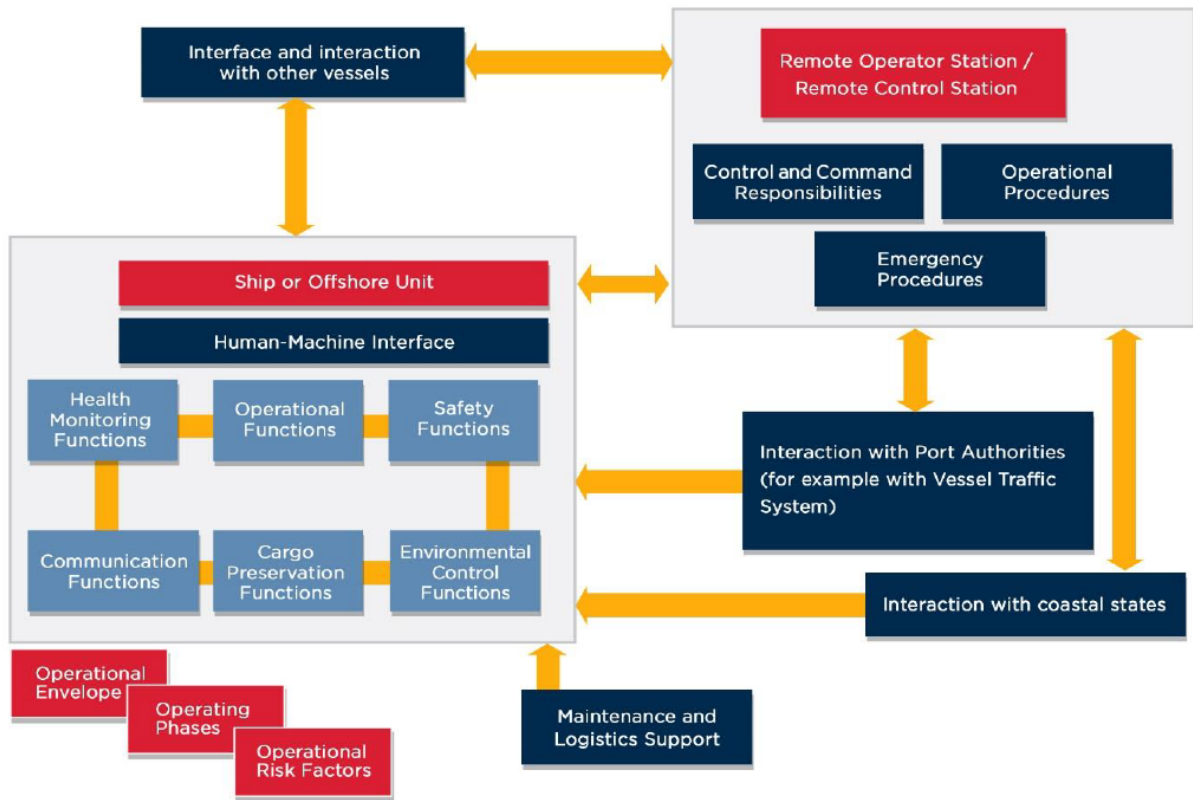 Interface and interaction
with other vessels
Remote Operator Station /
Remote Control Station
Control and Command
Responsibilities
Operational
Procedures
Emergency
Procedures
Ship or Offshore Unit
Human-Machine Interface
Health
Monitoring
Functions
Operational
Functions
Safety
Functions
Communication
Functions
Cargo
Preservation
Functions
Environmental
Control
Functions
Interaction with Port Authorities
(for example with Vessel Traffic
System)
Interaction with coastal states
Operational
Envelope
Operating
Phases
Operational
Risk Factors
Maintenance and
Logistics Support